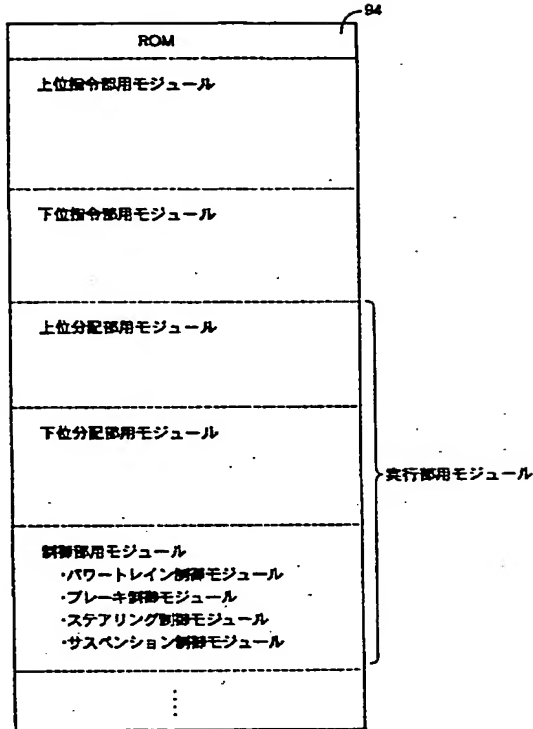 94
ROM
上位指令部用モジュール
下位指令部用モジュール
上位分配部用モジュール
下位分配部用モジュール
実行部用モジュール
制御部用モジュール
・パワートレイン制御モジュール
・ブレーキ制御モジュール
・ステアリング制御モジュール
・サスペンション制御モジュール